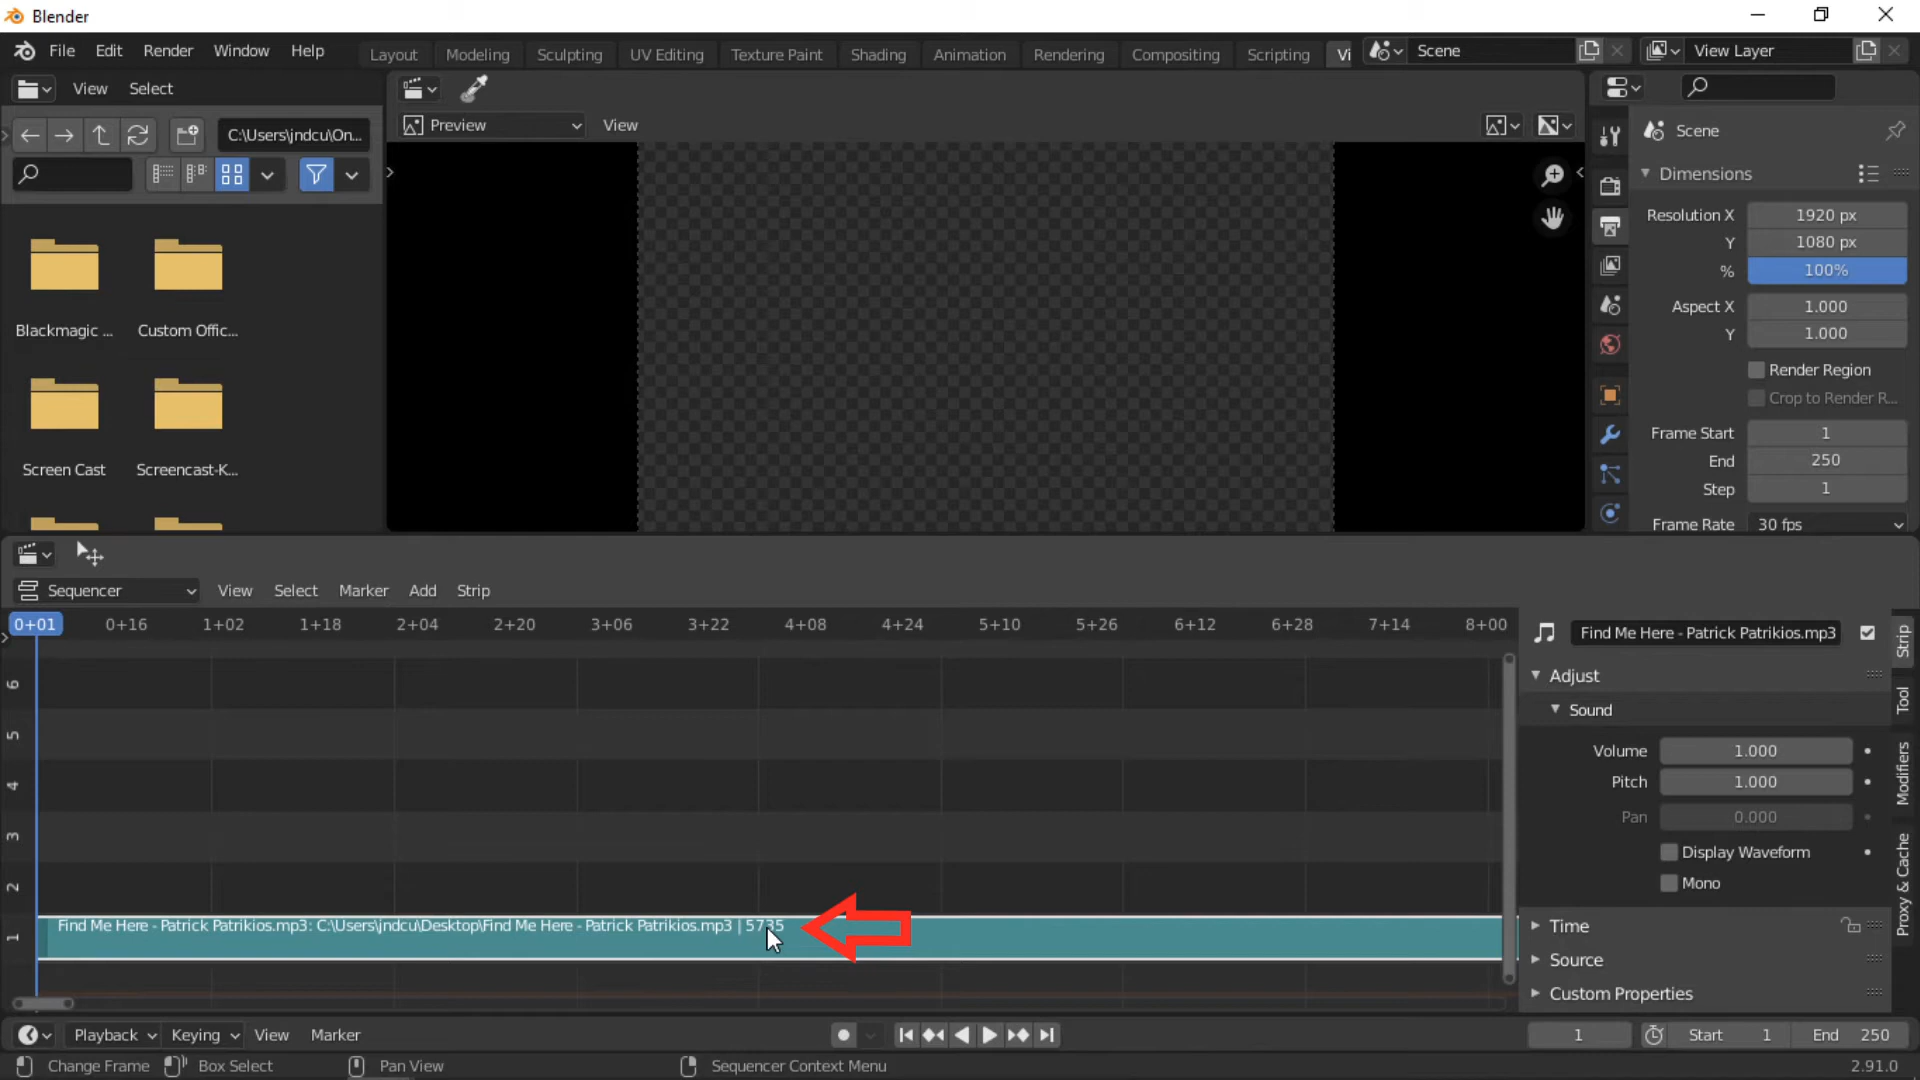 Blender
File Edit Render Window Help Layout Modeling Sculpting UV Editing Texture Paint Shading Animation Rendering Compositing Scripting Vi Scene View Layer
View Select
Preview View
C:\Users\jndcu\On...
Scene
Dimensions
Resolution X 1920 px
Y 1080 px
% 100%
Aspect X 1.000
Y 1.000
Render Region
Crop to Render R...
Frame Start 1
End 250
Step 1
Frame Rate 30 fps
Blackmagic ... Custom Offic...
Screen Cast Screencast-K...
Sequencer View Select Marker Add Strip
0+01 0+16 1+02 1+18 2+04 2+20 3+06 3+22 4+08 4+24 5+10 5+26 6+12 6+28 7+14 8+00
6
5
4
3
2
1
Find Me Here - Patrick Patrikios.mp3: C:\Users\jndcu\Desktop\Find Me Here - Patrick Patrikios.mp3 | 5735
Find Me Here - Patrick Patrikios.mp3
Adjust
Sound
Volume 1.000
Pitch 1.000
Pan 0.000
Display Waveform
Mono
Time
Source
Custom Properties
Strip
Tool
Modifiers
Proxy & Cache
Playback Keying View Marker 1 Start 1 End 250
Change Frame Box Select Pan View Sequencer Context Menu 2.91.0